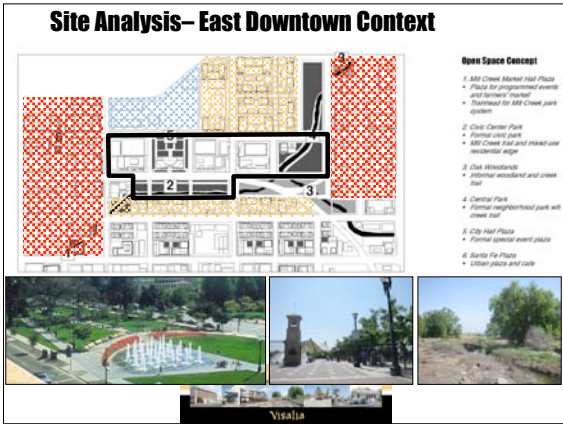 Site Analysis– East Downtown Context
3
2
3
Open Space Concept
1. Mill Creek Market Hall Plaza
• Plaza for programmed events
and farmers' market
• Trailhead for Mill Creek park
system
2. Civic Center Park
• Formal civic park
• Mill Creek trail and mixed-use
residential edge
3. Oak Woodlands
• Informal woodland and creek
trail
4. Central Park
• Formal neighborhood park with
creek trail
5. City Hall Plaza
• Formal special event plaza
6. Santa Fe Plaza
• Urban plaza and cafe
Visalia